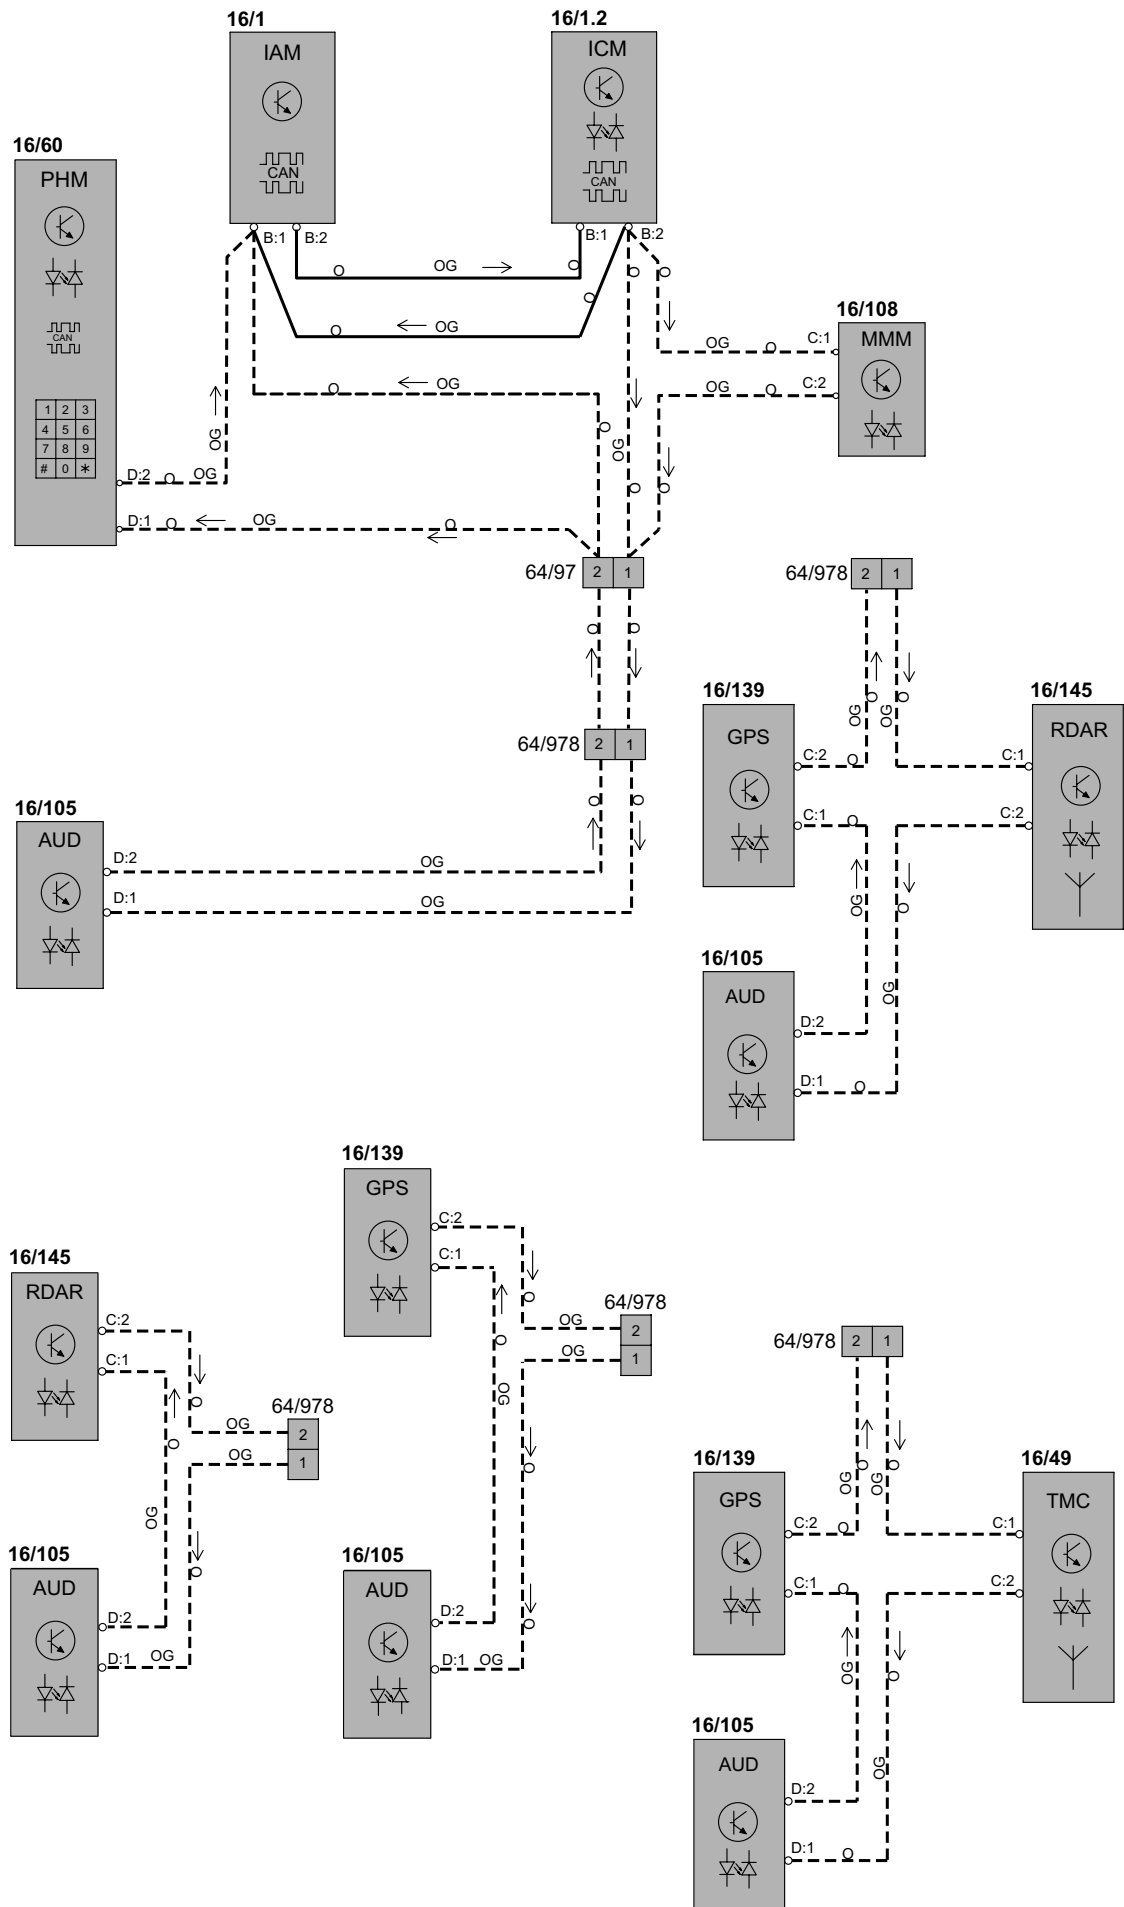 16/1
IAM
CAN
B:1
B:2
16/1.2
ICM
CAN
B:1
B:2
16/60
PHM
CAN
1 2 3
4 5 6
7 8 9
# 0 *
D:2
D:1
O OG
O OG
O OG
O
O OG
O
OG
O OG
O
O
O
O
OG O
OG O
O
OG
O
O
16/108
MMM
C:1
C:2
64/97
2 1
O
O
64/978
2 1
O
O
16/105
AUD
D:2
D:1
OG
OG
64/978
2 1
16/139
GPS
C:2
C:1
O
O
OG
O
OG
O
16/145
RDAR
C:1
C:2
OG
O
OG
16/105
AUD
D:2
D:1
O
16/139
GPS
C:2
C:1
O
O
OG
64/978
2
1
OG
OG
O
O
16/105
AUD
D:2
D:1
OG
16/145
RDAR
C:2
C:1
O
O
OG
64/978
2
1
OG
OG
O
16/105
AUD
D:2
D:1
OG
64/978
2 1
16/139
GPS
C:2
C:1
O
O
OG
O
OG
O
16/49
TMC
C:1
C:2
OG
O
OG
16/105
AUD
D:2
D:1
O